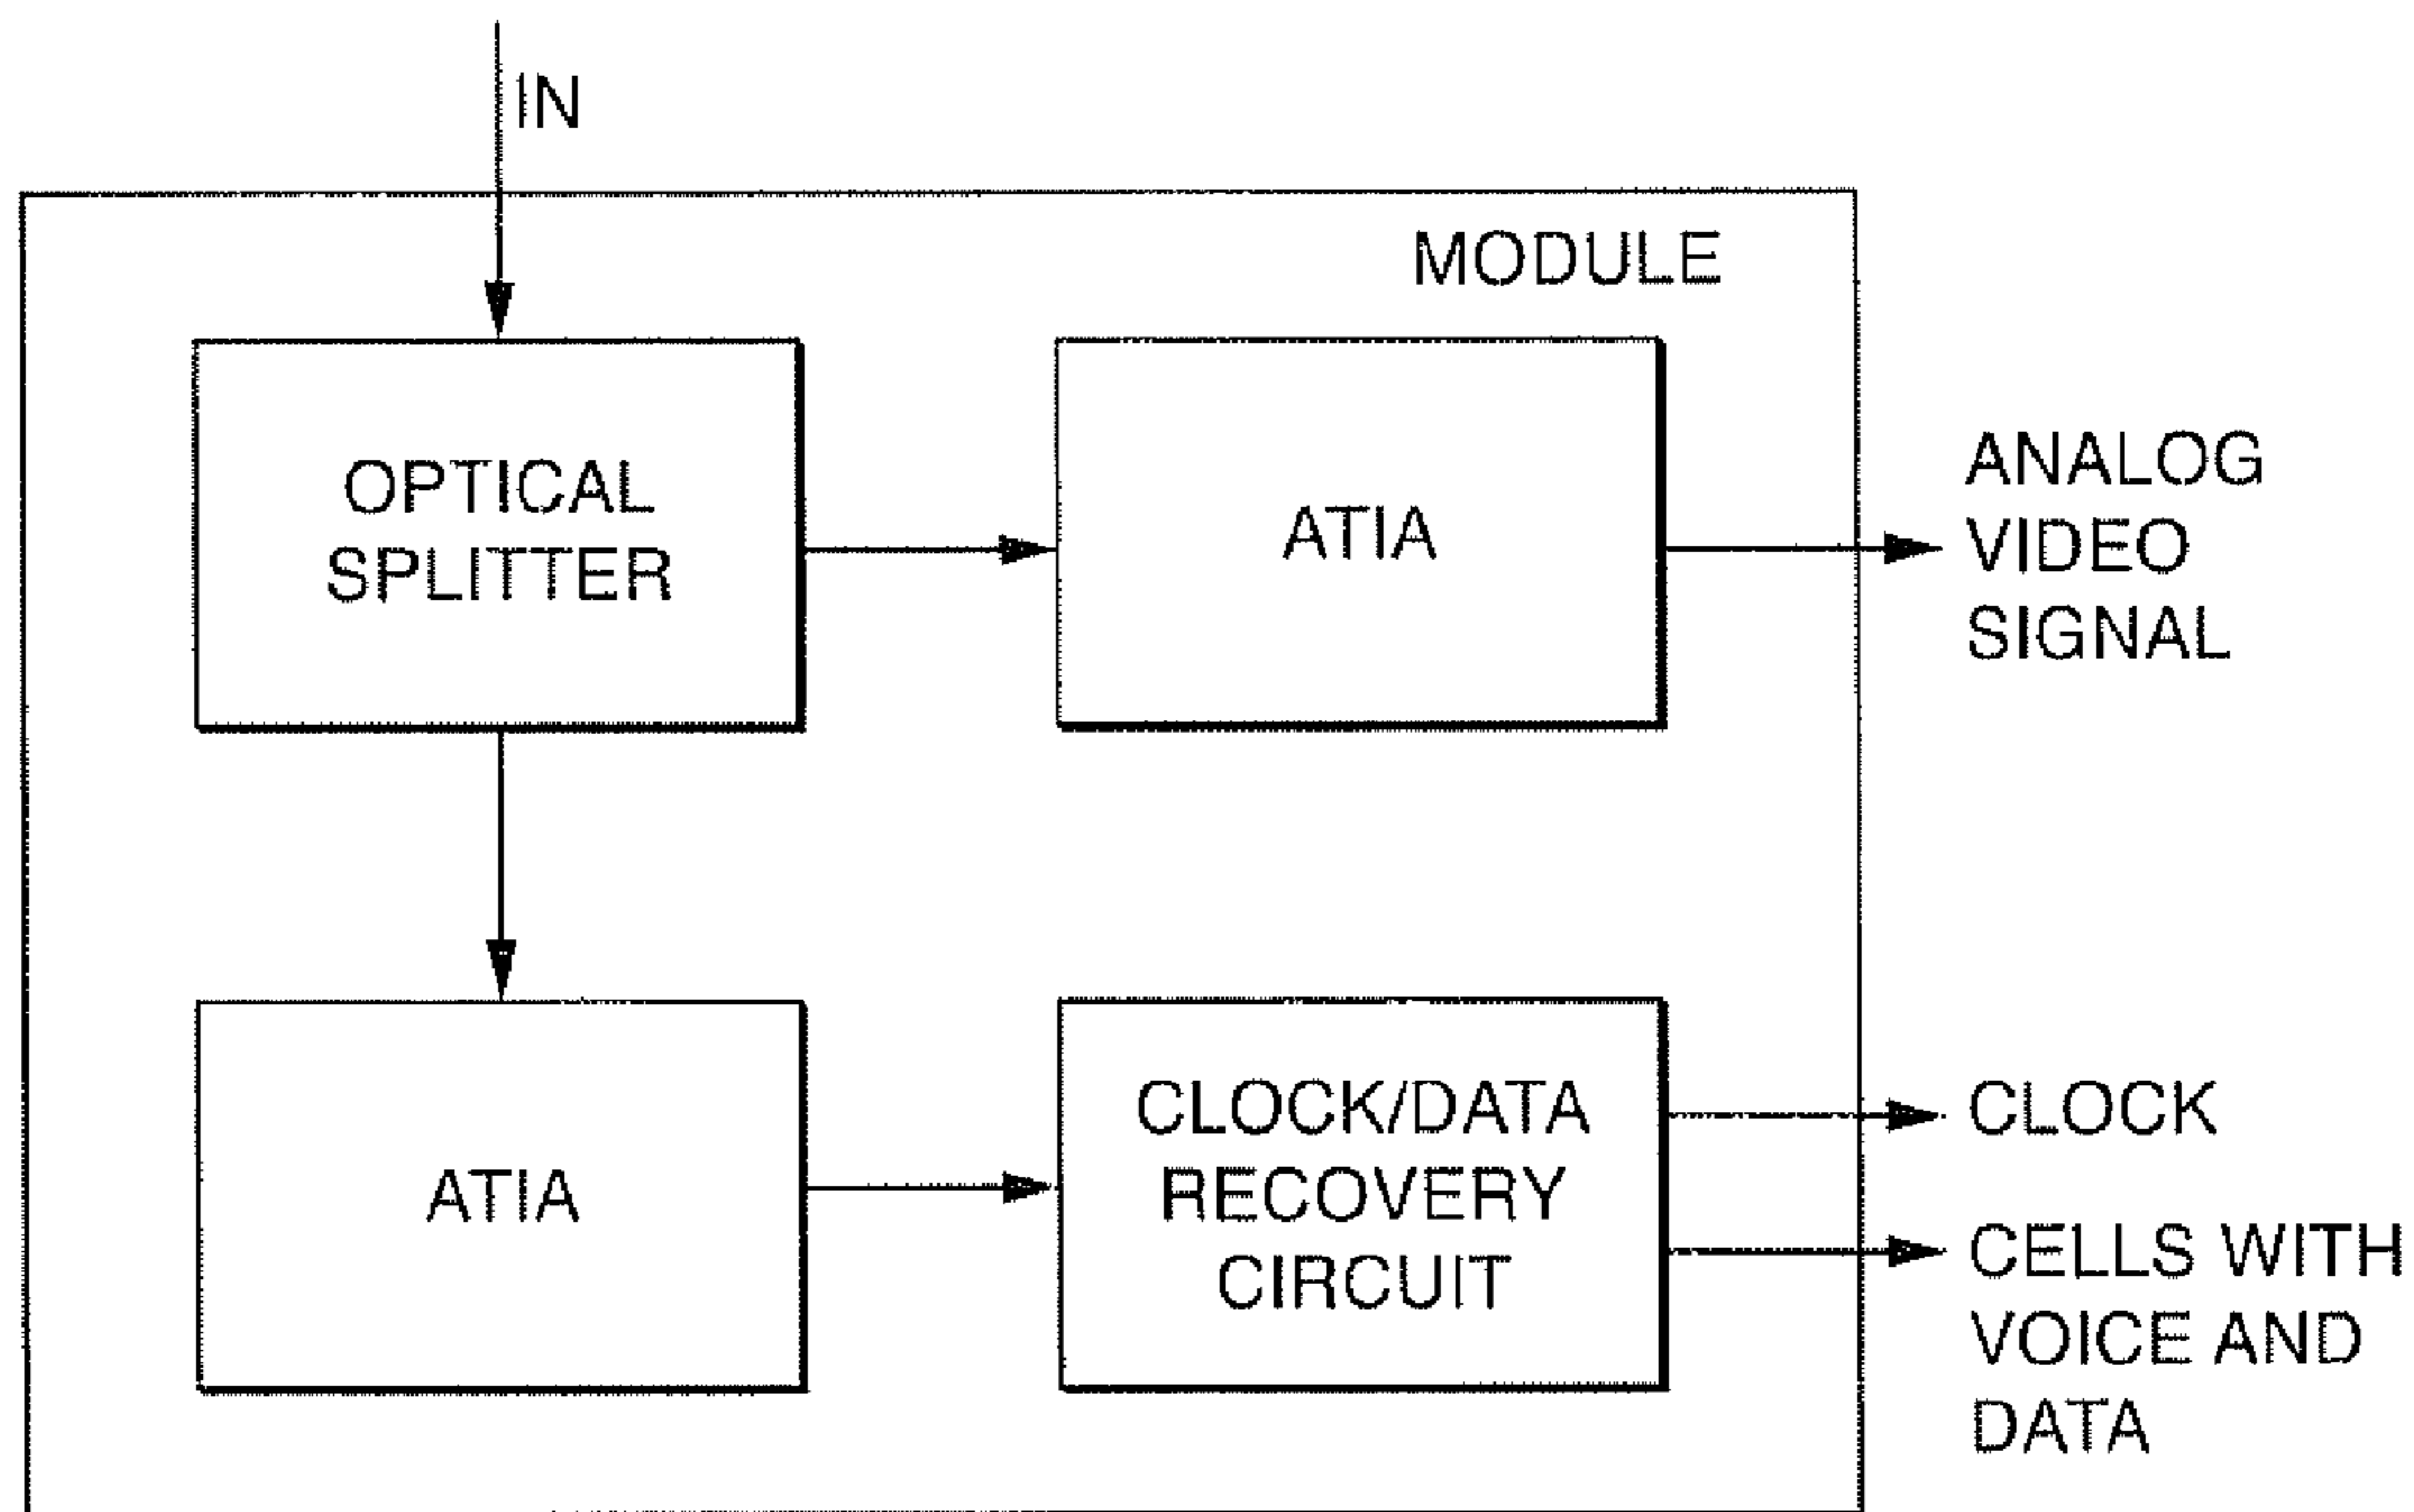 IN
MODULE
OPTICAL
SPLITTER
ATIA
ANALOG
VIDEO
SIGNAL
ATIA
CLOCK/DATA
RECOVERY
CIRCUIT
CLOCK
CELLS WITH
VOICE AND
DATA